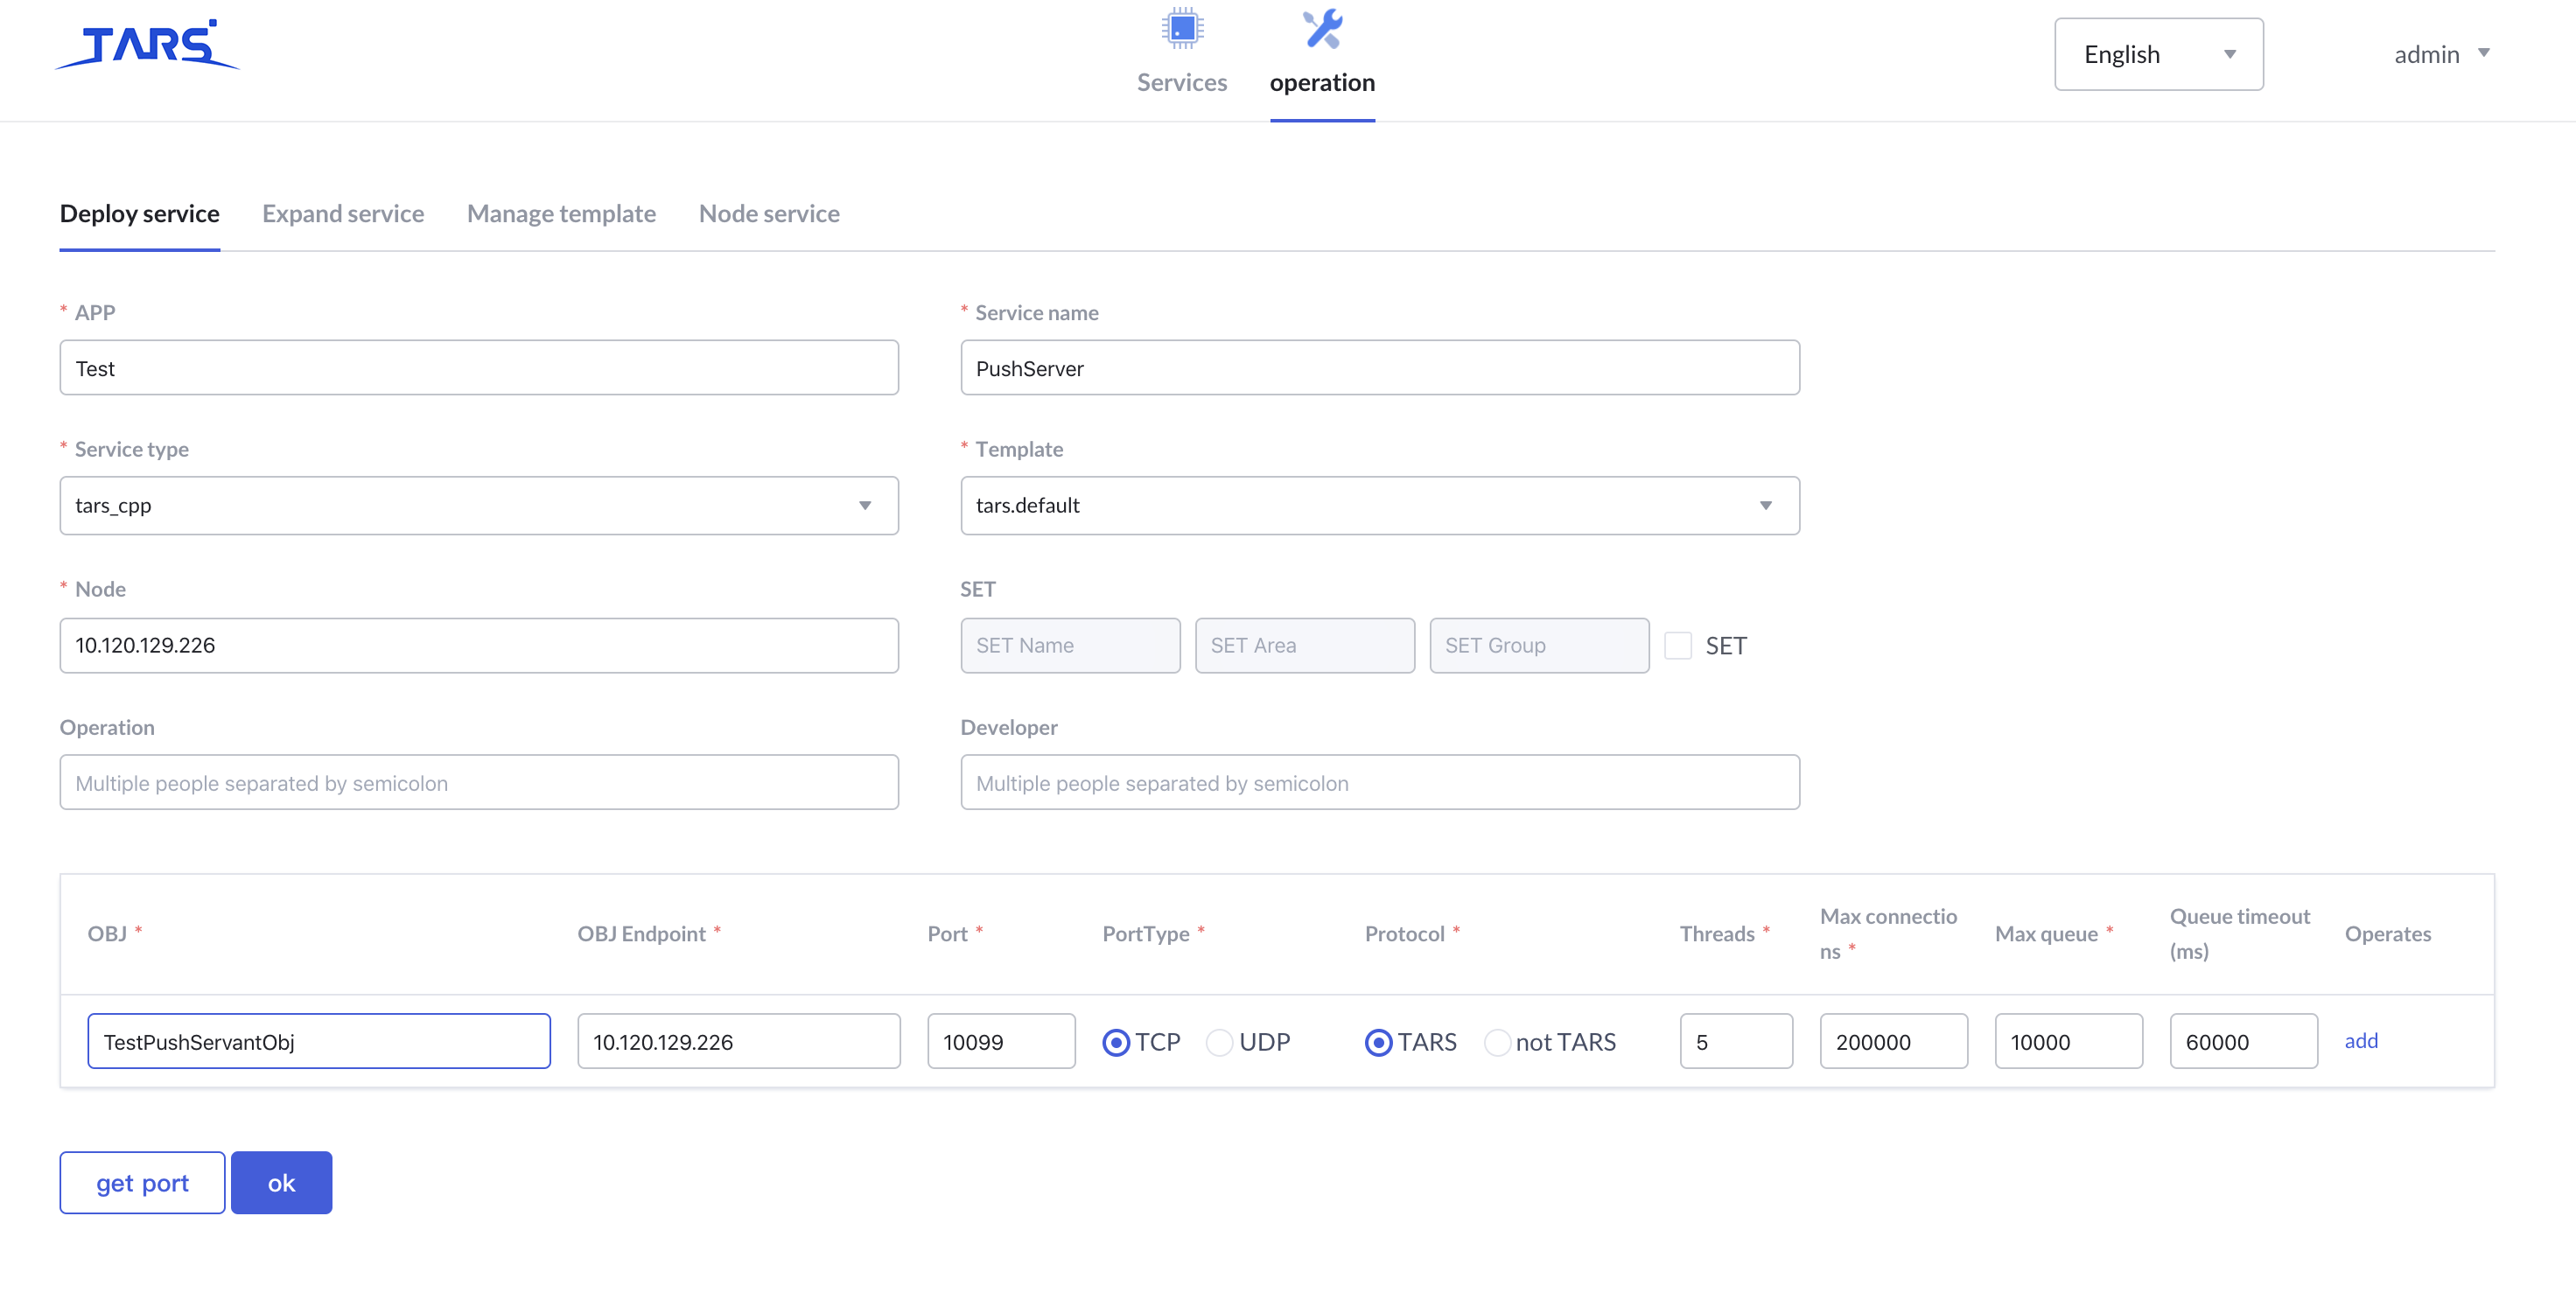 TARS
Services operation
English
admin
Deploy service Expand service Manage template Node service
* APP
Test
* Service name
PushServer
* Service type
tars_cpp
* Template
tars.default
* Node
10.120.129.226
SET
SET Name SET Area SET Group SET
Operation
Multiple people separated by semicolon
Developer
Multiple people separated by semicolon
OBJ * OBJ Endpoint * Port * PortType * Protocol * Threads * Max connectio
ns * Max queue * Queue timeout
(ms) Operates
TestPushServantObj 10.120.129.226 10099 TCP UDP TARS not TARS 5 200000 10000 60000 add
get port ok